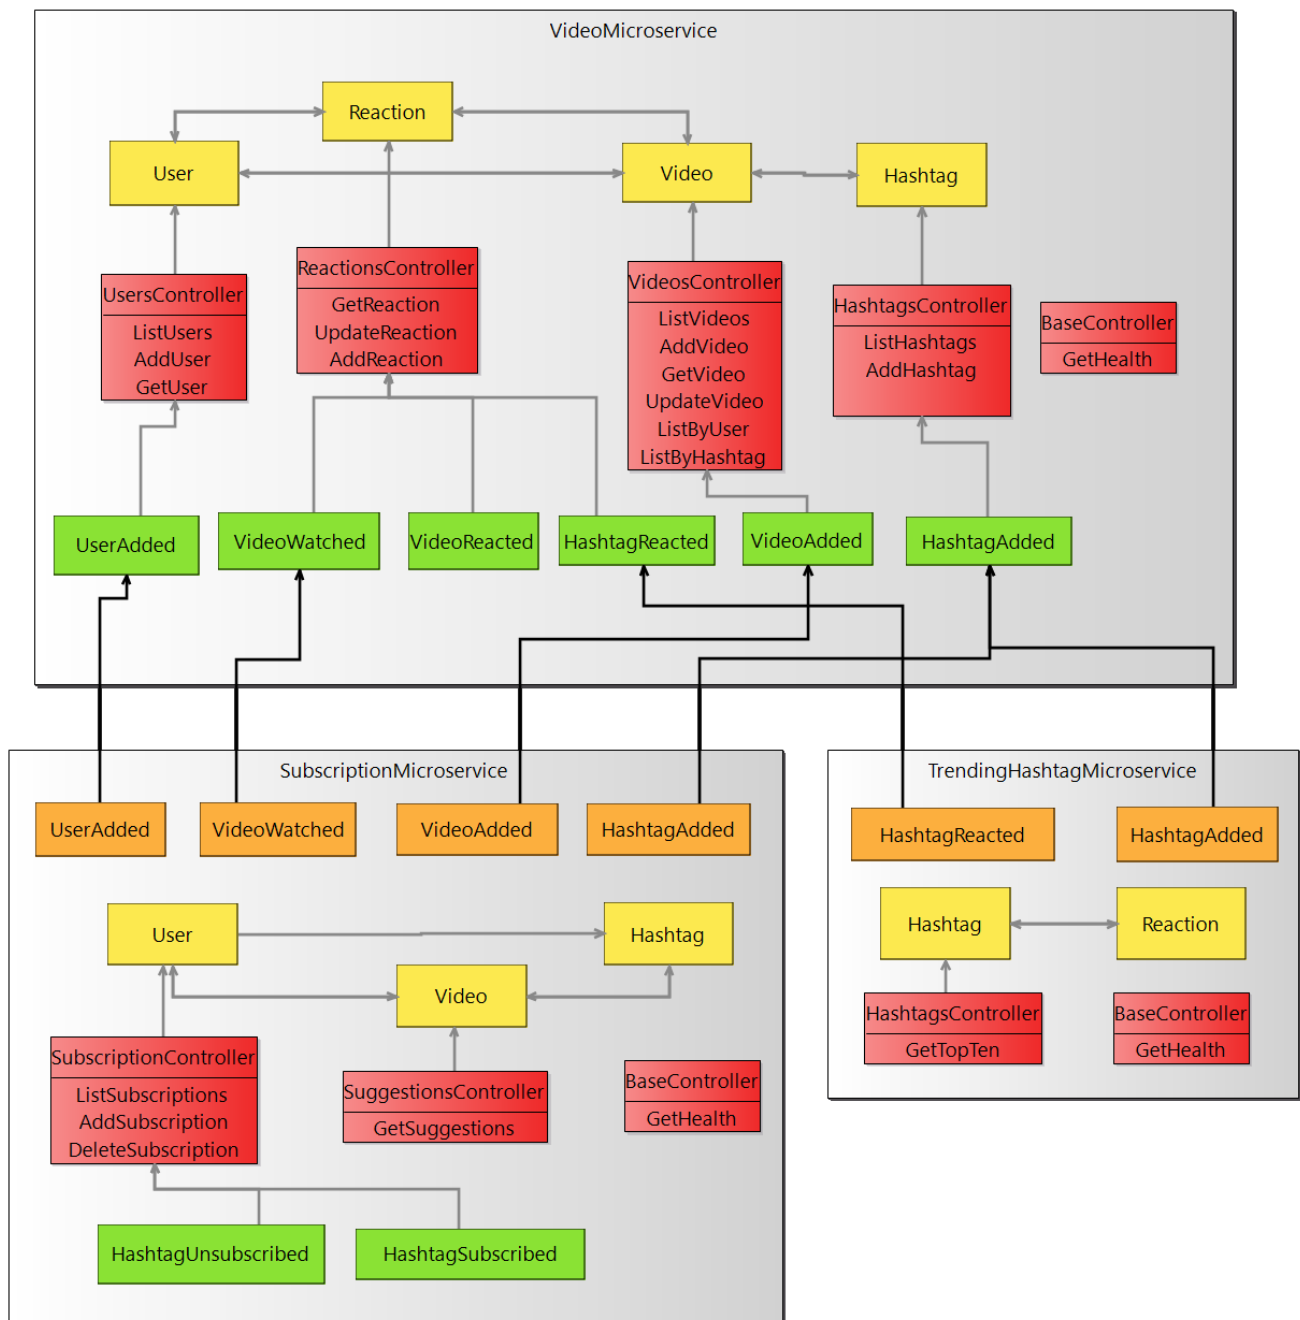 VideoMicroservice
Reaction
User
Video
Hashtag
UsersController
ListUsers
AddUser
GetUser
ReactionsController
GetReaction
UpdateReaction
AddReaction
VideosController
ListVideos
AddVideo
GetVideo
UpdateVideo
ListByUser
ListByHashtag
HashtagsController
ListHashtags
AddHashtag
BaseController
GetHealth
UserAdded
VideoWatched
VideoReacted
HashtagReacted
VideoAdded
HashtagAdded
SubscriptionMicroservice
UserAdded
VideoWatched
VideoAdded
HashtagAdded
User
Hashtag
Video
SubscriptionController
ListSubscriptions
AddSubscription
DeleteSubscription
SuggestionsController
GetSuggestions
BaseController
GetHealth
HashtagUnsubscribed
HashtagSubscribed
TrendingHashtagMicroservice
HashtagReacted
HashtagAdded
Hashtag
Reaction
HashtagsController
GetTopTen
BaseController
GetHealth